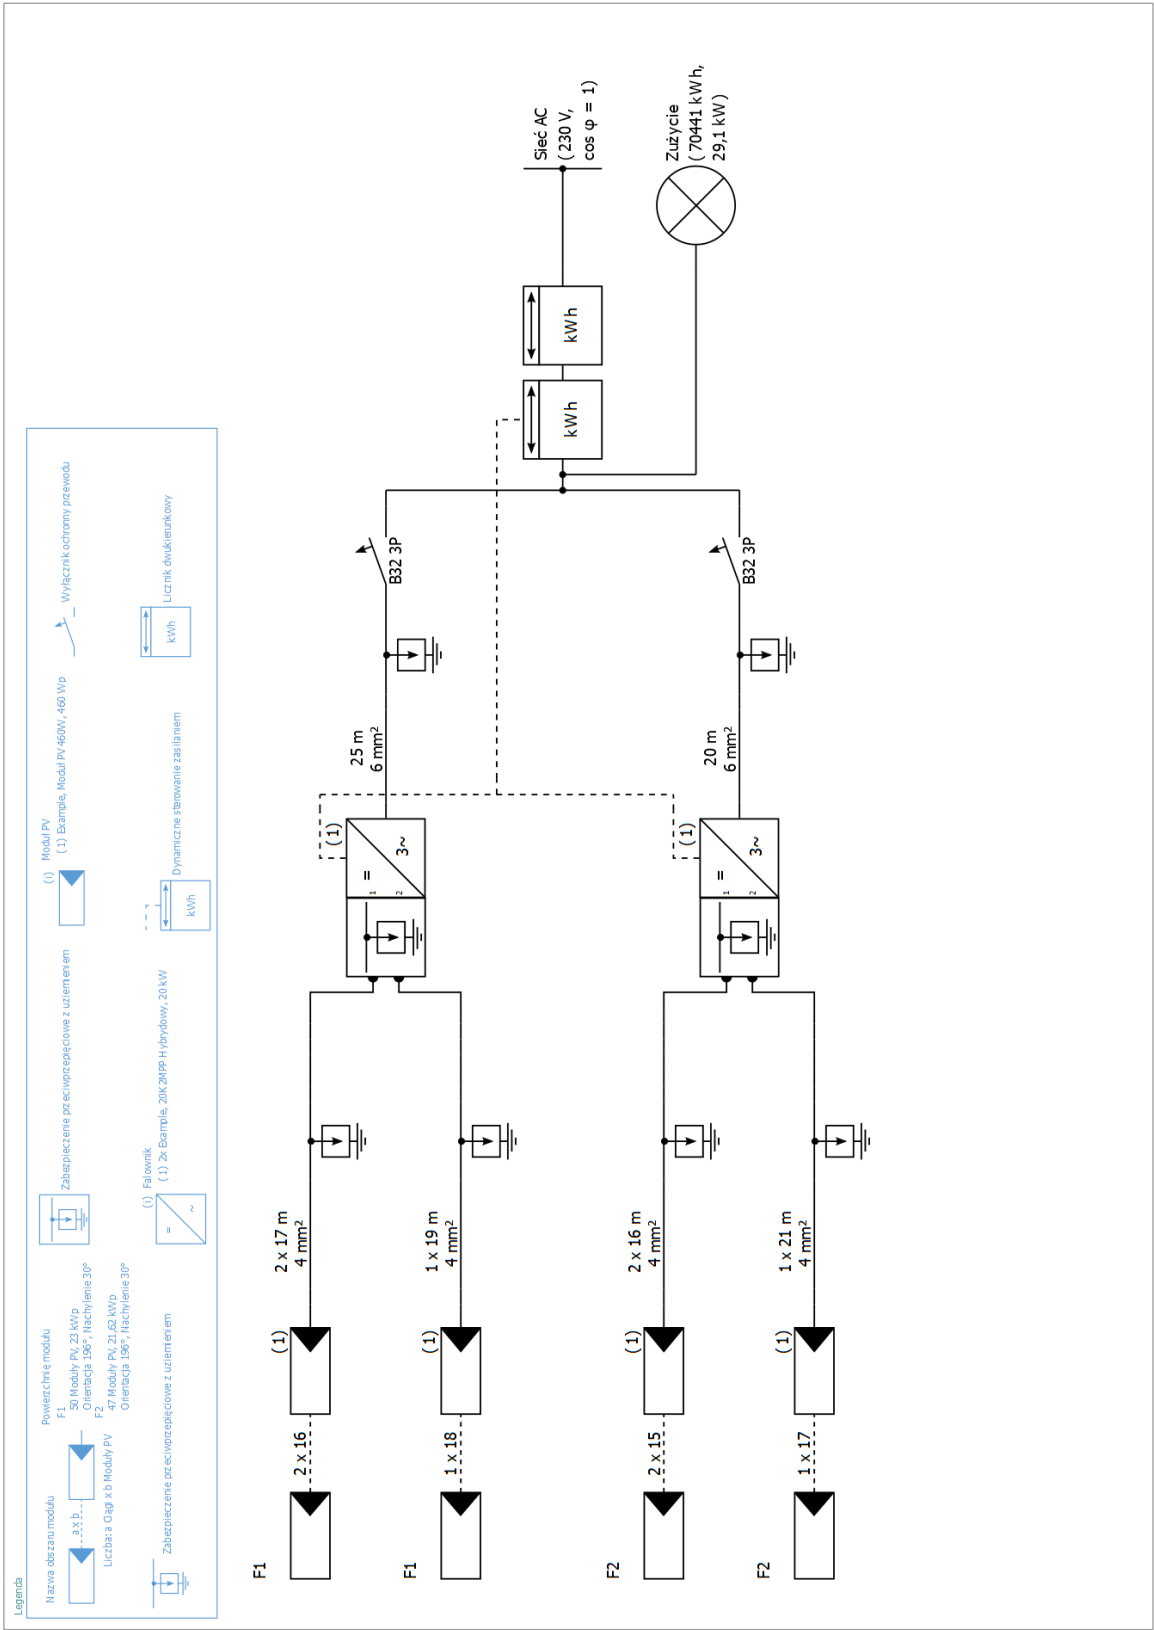 Legenda
Nazwa obszaru modułu
a x b
Liczba: a Ciągi x b Moduły PV
Powierzchnię modułu
F1
50 Moduły PV, 23 kWp
Orientacja 196°, Nachylenie 30°
F2
47 Moduły PV, 21,62 kWp
Orientacja 196°, Nachylenie 30°
Zabezpieczenie przeciwprzepięciowe z uziemieniem
(i) Moduł PV
(1) Example, Moduł PV 460W, 460 Wp
Wyłącznik ochronny przewodu
Zabezpieczenie przeciwprzepięciowe z uziemieniem
(i) Falownik
(1) 2x Example, 20K 2MPP Hybrydowy, 20 kW
=
~
kWh
Dynamiczne sterowanie zasilaniem
kWh
Licznik dwukierunkowy
F1
2 x 16
(1)
2 x 17 m
4 mm²
F1
1 x 18
(1)
1 x 19 m
4 mm²
(1)
=
3~
1
2
25 m
6 mm²
B32 3P
F2
2 x 15
(1)
2 x 16 m
4 mm²
F2
1 x 17
(1)
1 x 21 m
4 mm²
(1)
=
3~
1
2
20 m
6 mm²
B32 3P
kWh
kWh
Sieć AC
(230 V,
cos φ = 1)
Zużycie
(70441 kWh,
29,1 kW)